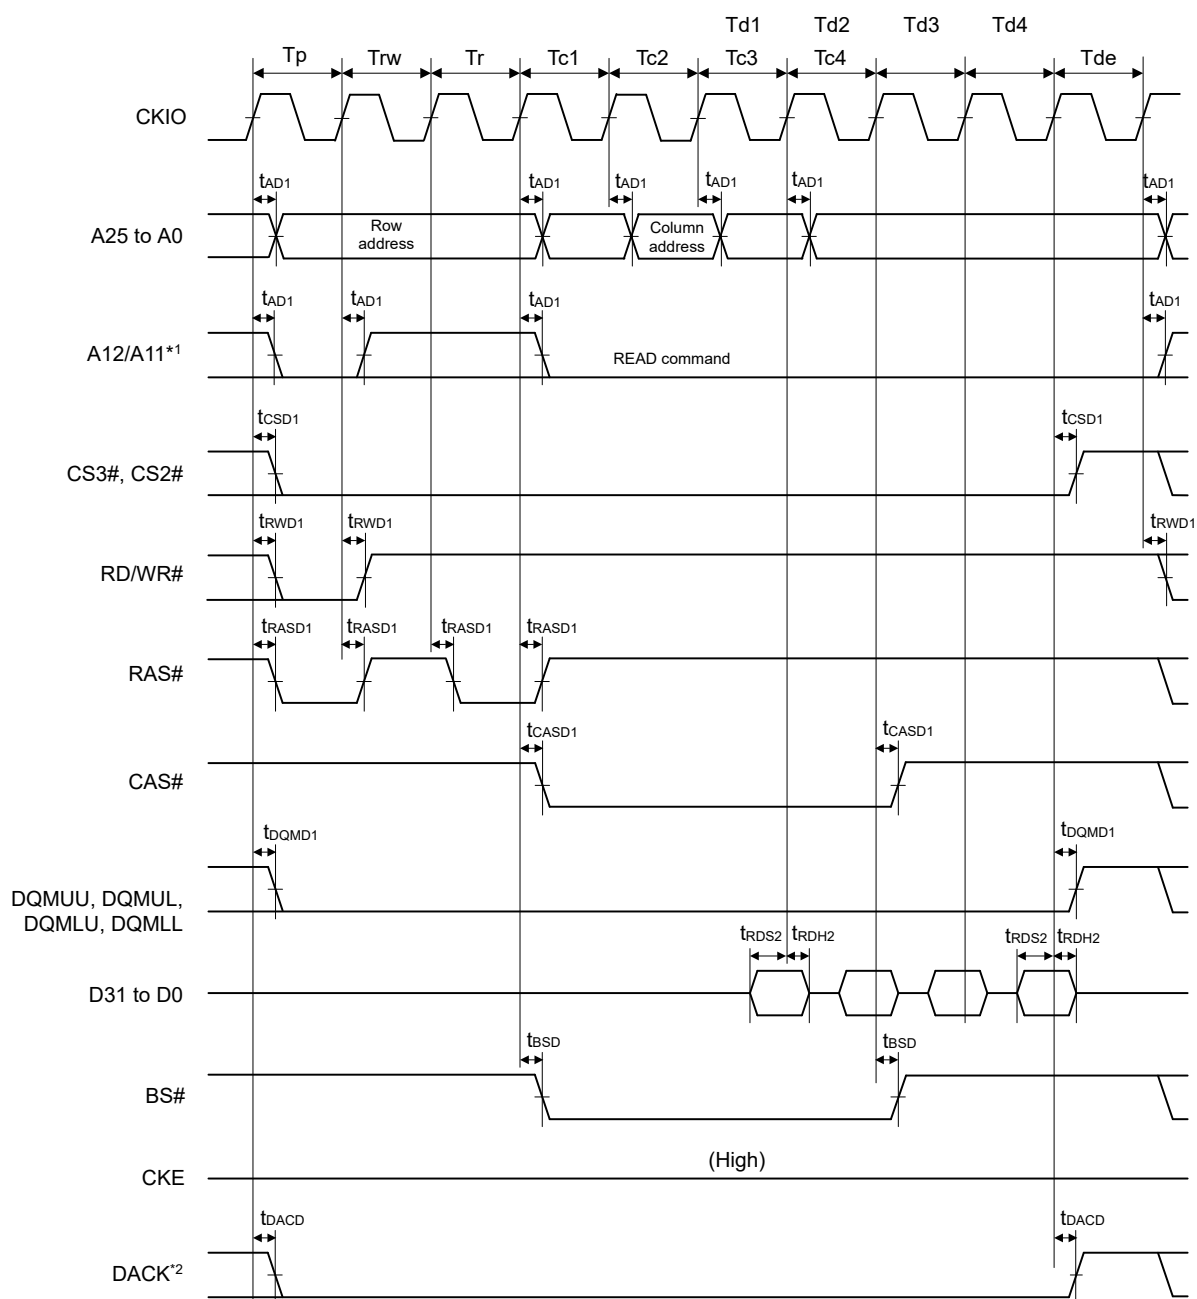 Td1 Td2 Td3 Td4
Tp Trw Tr Tc1 Tc2 Tc3 Tc4 Tde
CKIO
tAD1 tAD1 tAD1 tAD1 tAD1 tAD1
A25 to A0
Row
address
Column
address
tAD1 tAD1 tAD1 tAD1
A12/A11*1
READ command
tCSD1 tCSD1
CS3#, CS2#
tRWD1 tRWD1 tRWD1
RD/WR#
tRASD1 tRASD1 tRASD1 tRASD1
RAS#
tCASD1 tCASD1
CAS#
tDQMD1 tDQMD1
DQMUU, DQMUL,
DQMLU, DQMLL
tRDS2 tRDH2 tRDS2 tRDH2
D31 to D0
tBSD tBSD
BS#
(High)
CKE
tDACD tDACD
DACK*2